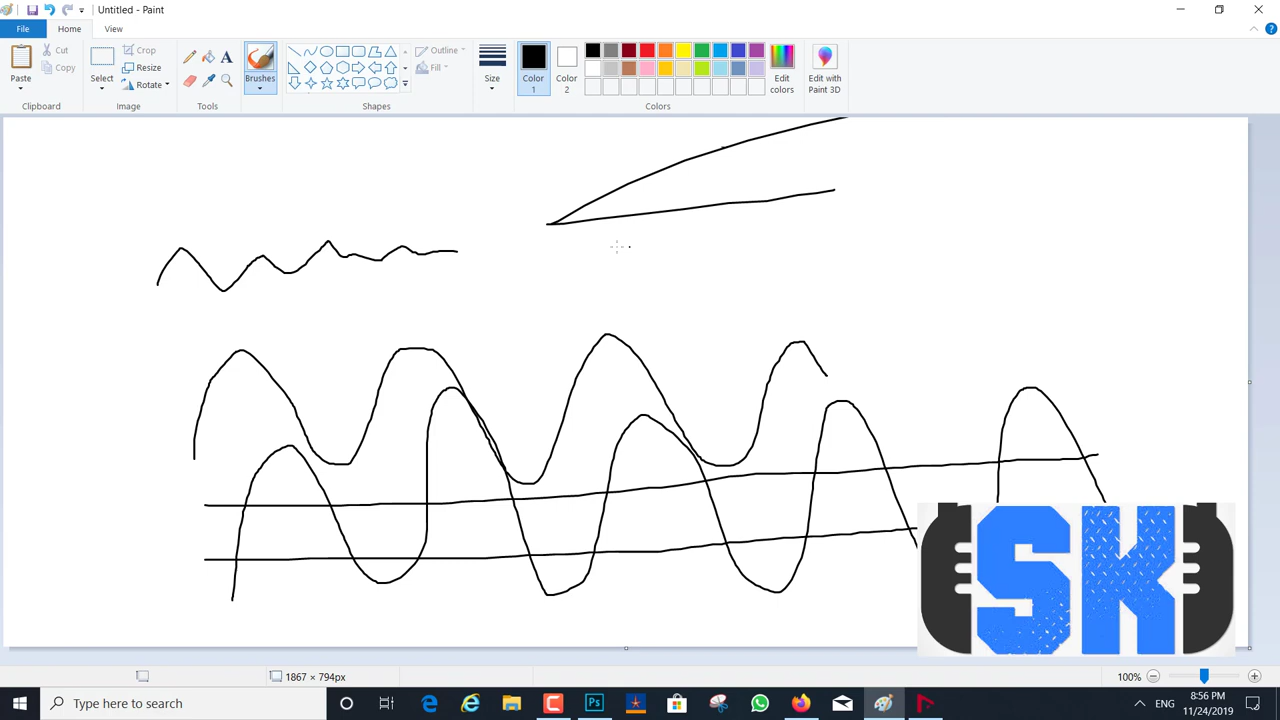 Untitled - Paint
File Home View
Paste Cut Copy Select Crop Resize Rotate Brushes Outline Fill Size Color 1 Color 2 Edit colors Edit with Paint 3D
Clipboard Image Tools Shapes Colors
SK
1867 × 794px 100%
Type here to search Ps ENG 8:56 PM 11/24/2019